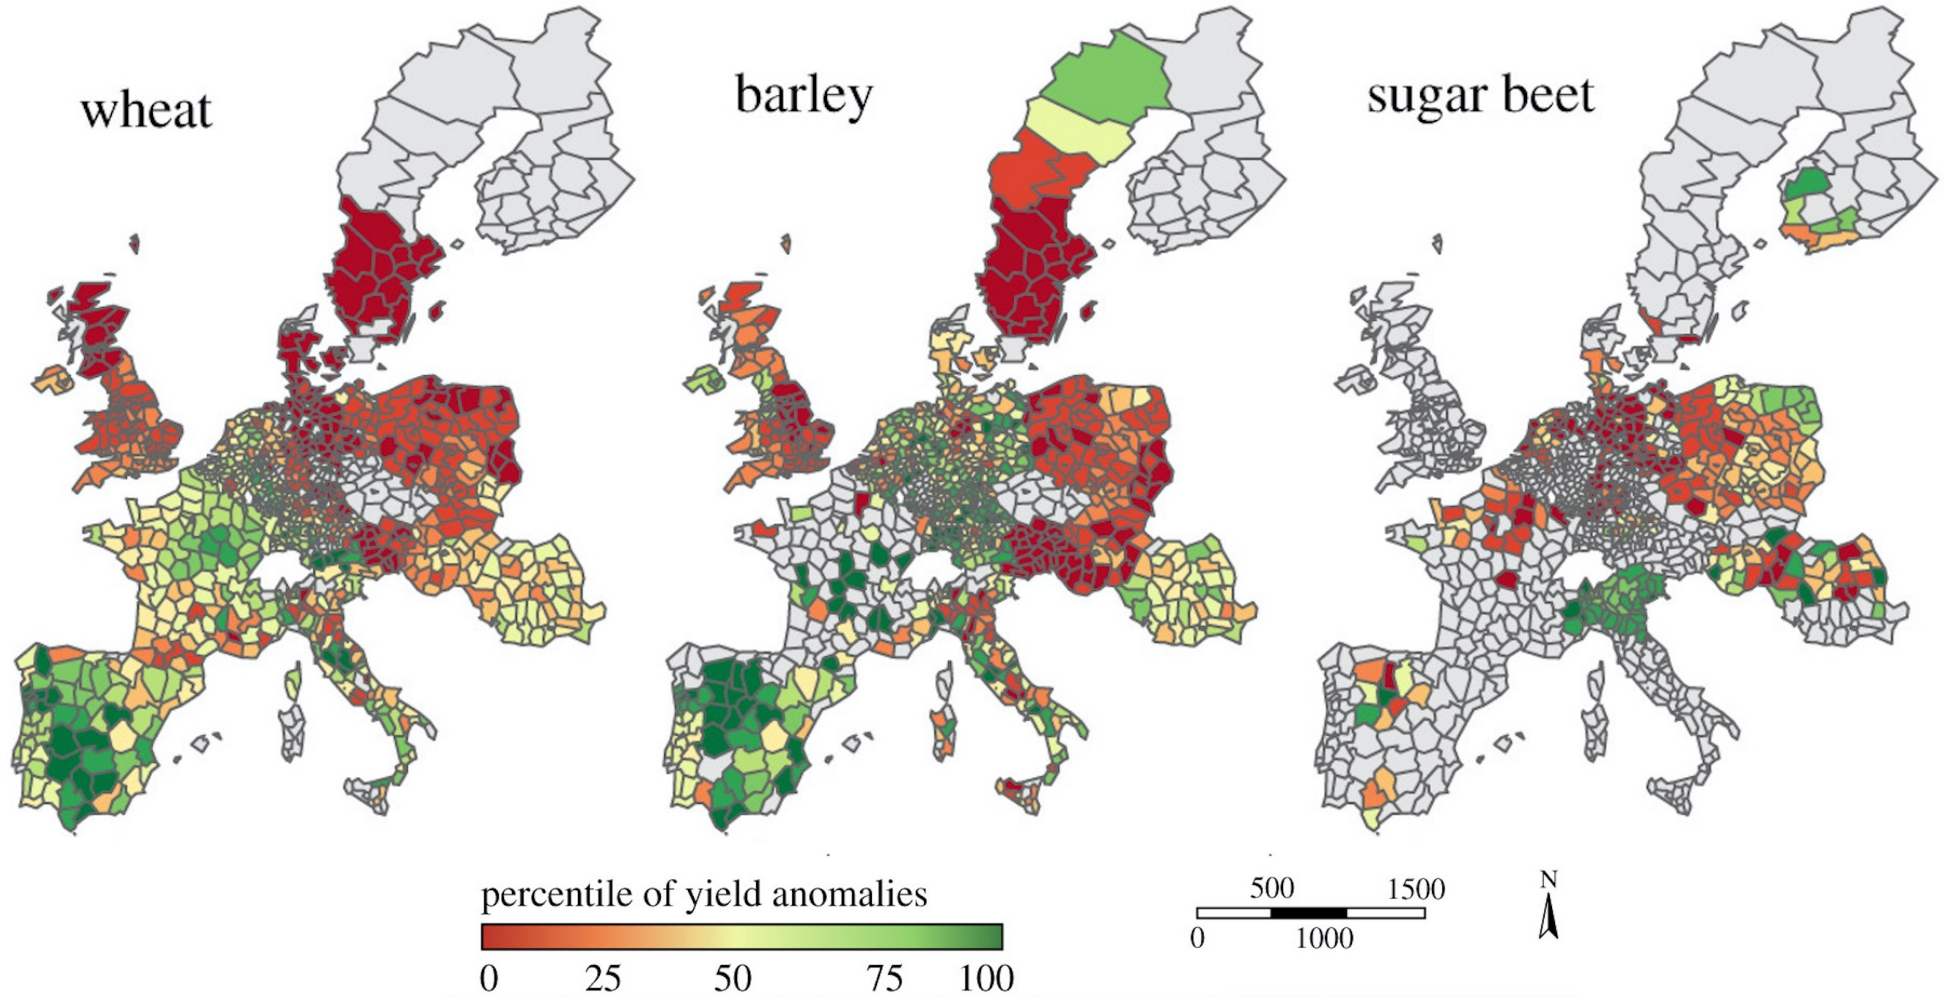 wheat
barley
sugar beet
percentile of yield anomalies
0 25 50 75 100
500 1500
0 1000
N